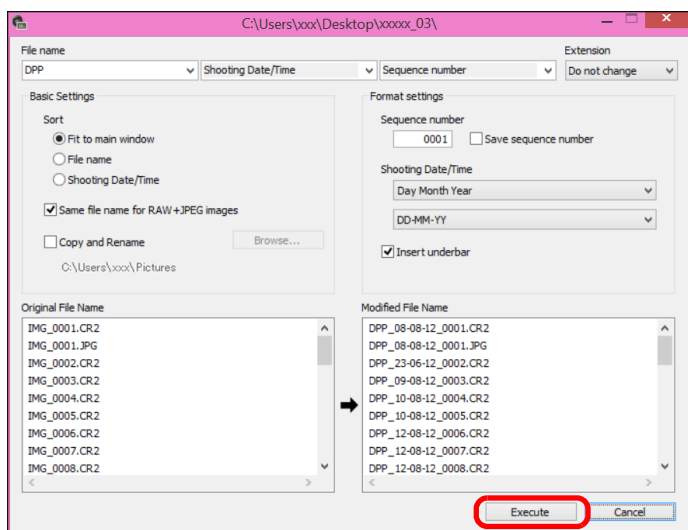 C:\Users\xxx\Desktop\xxxxx_03\
File name
Extension
DPP
Shooting Date/Time
Sequence number
Do not change
Basic Settings
Sort
Fit to main window
File name
Shooting Date/Time
Same file name for RAW+JPEG images
Copy and Rename
Browse...
C:\Users\xxx\Pictures
Format settings
Sequence number
0001
Save sequence number
Shooting Date/Time
Day Month Year
DD-MM-YY
Insert underbar
Original File Name
IMG_0001.CR2
IMG_0001.JPG
IMG_0002.CR2
IMG_0003.CR2
IMG_0004.CR2
IMG_0005.CR2
IMG_0006.CR2
IMG_0007.CR2
IMG_0008.CR2
Modified File Name
DPP_08-08-12_0001.CR2
DPP_08-08-12_0001.JPG
DPP_23-06-12_0002.CR2
DPP_09-08-12_0003.CR2
DPP_10-08-12_0004.CR2
DPP_10-08-12_0005.CR2
DPP_12-08-12_0006.CR2
DPP_12-08-12_0007.CR2
DPP_12-08-12_0008.CR2
Execute
Cancel